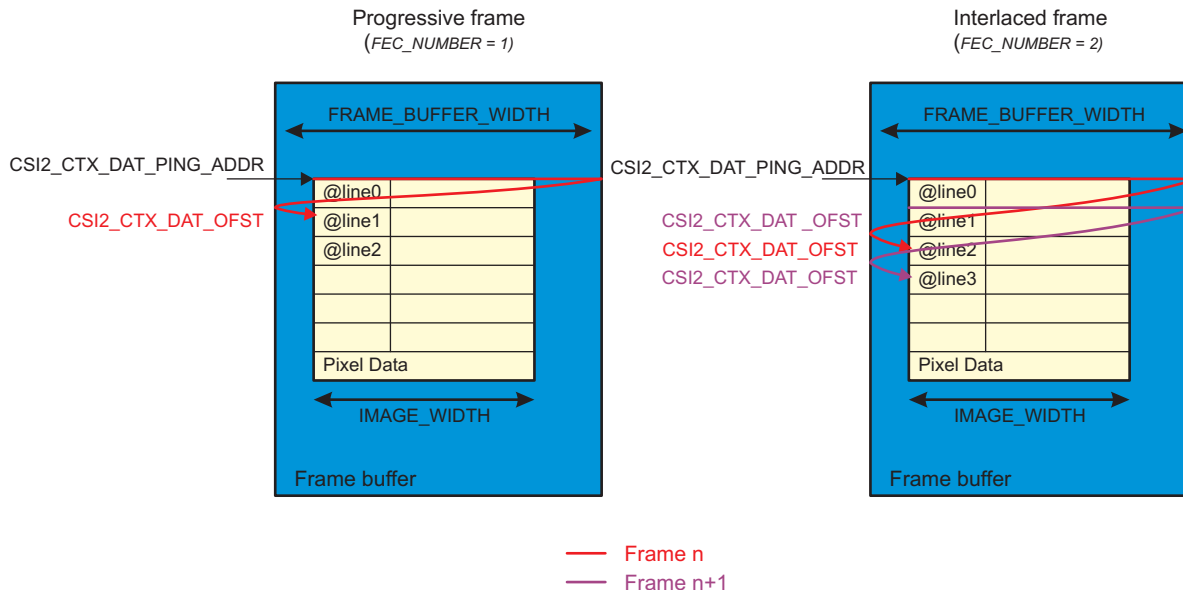 Progressive frame
(FEC_NUMBER = 1)
FRAME_BUFFER_WIDTH
CSI2_CTX_DAT_PING_ADDR
@line0
CSI2_CTX_DAT_OFST
@line1
@line2
Pixel Data
IMAGE_WIDTH
Frame buffer
Interlaced frame
(FEC_NUMBER = 2)
FRAME_BUFFER_WIDTH
CSI2_CTX_DAT_PING_ADDR
@line0
CSI2_CTX_DAT _OFST
@line1
CSI2_CTX_DAT_OFST
@line2
CSI2_CTX_DAT_OFST
@line3
Pixel Data
IMAGE_WIDTH
Frame buffer
Frame n
Frame n+1